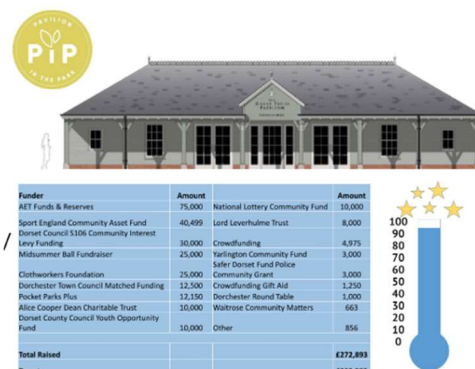 PAVILION
PiP
IN THE PARK
Funder Amount Amount
AET Funds & Reserves 75,000 National Lottery Community Fund 10,000
Sport England Community Asset Fund 40,499 Lord Leverhulme Trust 8,000
Dorset Council S106 Community Interest
Levy Funding 30,000 Crowdfunding 4,975
Midsummer Ball Fundraiser 25,000 Yarlington Community Fund 3,000
Safer Dorset Fund Police
Clothworkers Foundation 25,000 Community Grant 3,000
Dorchester Town Council Matched Funding 12,500 Crowdfunding Gift Aid 1,250
Pocket Parks Plus 12,150 Dorchester Round Table 1,000
Alice Cooper Dean Charitable Trust 10,000 Waitrose Community Matters 663
Dorset County Council Youth Opportunity
Fund 10,000 Other 856
Total Raised £272,893
/
100
90
80
70
60
50
40
30
20
10
0